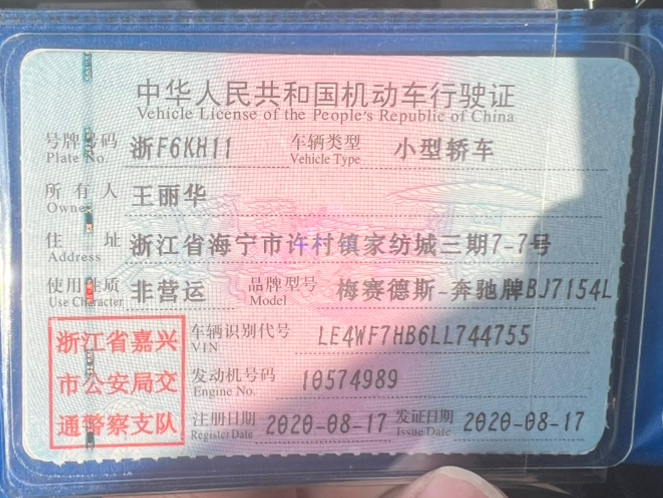 中华人民共和国机动车行驶证
Vehicle License of the People's Republic of China
号牌号码 浙F6KH11 车辆类型 小型轿车
Plate No. Vehicle Type
所有人 王丽华
Owner
住址 浙江省海宁市许村镇家纺城三期7-7号
Address
使用性质 非营运 品牌型号 梅赛德斯-奔驰牌BJ7154L
Use Character Model
浙江省嘉兴
市公安局交
通警察支队
车辆识别代号 LE4WF7HB6LL744755
VIN
发动机号码 10574989
Engine No.
注册日期 2020-08-17 发证日期 2020-08-17
Register Date Issue Date